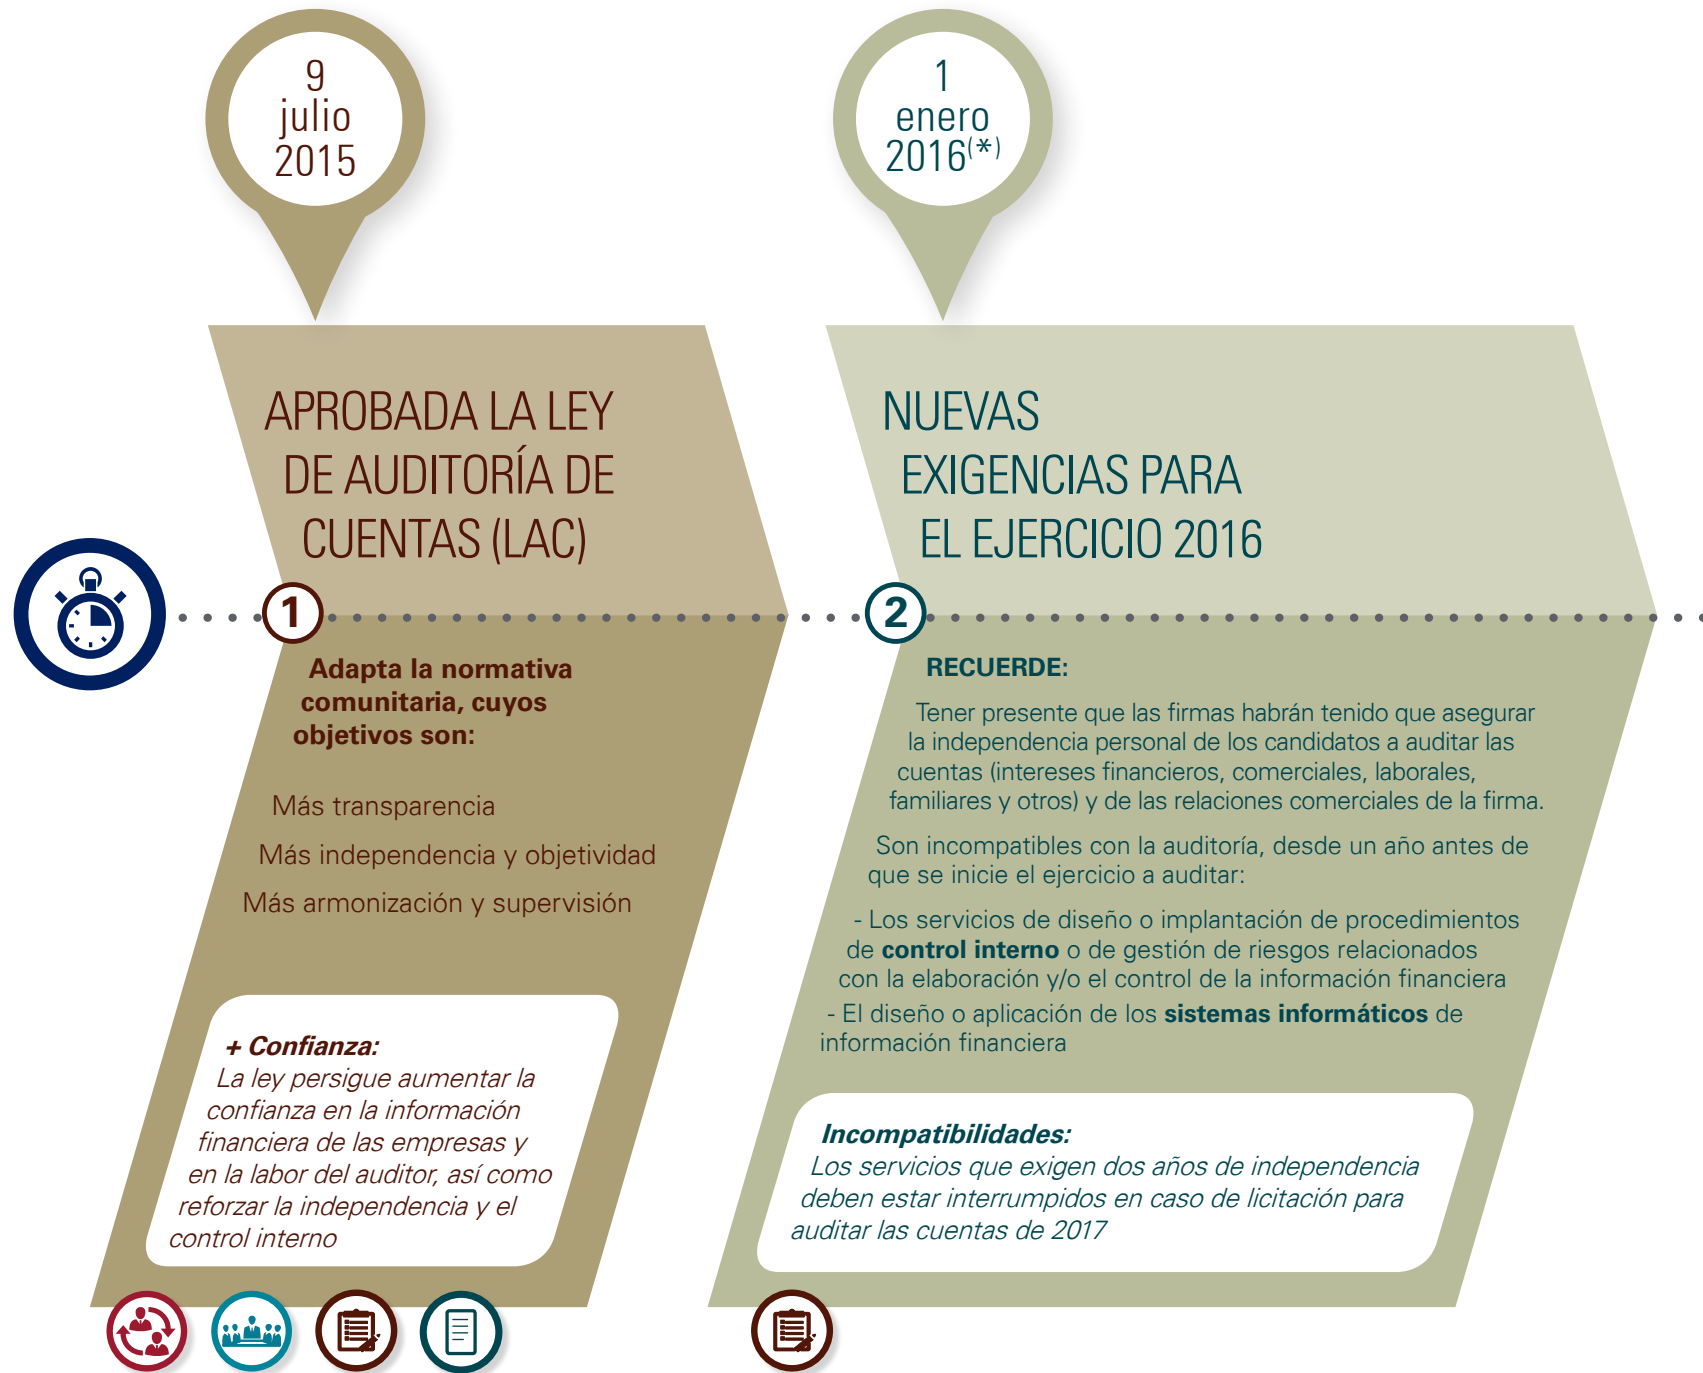 9
julio
2015
APROBADA LA LEY
DE AUDITORÍA DE
CUENTAS (LAC)
1
Adapta la normativa
comunitaria, cuyos
objetivos son:
Más transparencia
Más independencia y objetividad
Más armonización y supervisión
+ Confianza:
La ley persigue aumentar la
confianza en la información
financiera de las empresas y
en la labor del auditor, así como
reforzar la independencia y el
control interno
1
enero
2016(*)
NUEVAS
EXIGENCIAS PARA
EL EJERCICIO 2016
2
RECUERDE:
Tener presente que las firmas habrán tenido que asegurar
la independencia personal de los candidatos a auditar las
cuentas (intereses financieros, comerciales, laborales,
familiares y otros) y de las relaciones comerciales de la firma.
Son incompatibles con la auditoría, desde un año antes de
que se inicie el ejercicio a auditar:
- Los servicios de diseño o implantación de procedimientos
de control interno o de gestión de riesgos relacionados
con la elaboración y/o el control de la información financiera
- El diseño o aplicación de los sistemas informáticos de
información financiera
Incompatibilidades:
Los servicios que exigen dos años de independencia
deben estar interrumpidos en caso de licitación para
auditar las cuentas de 2017